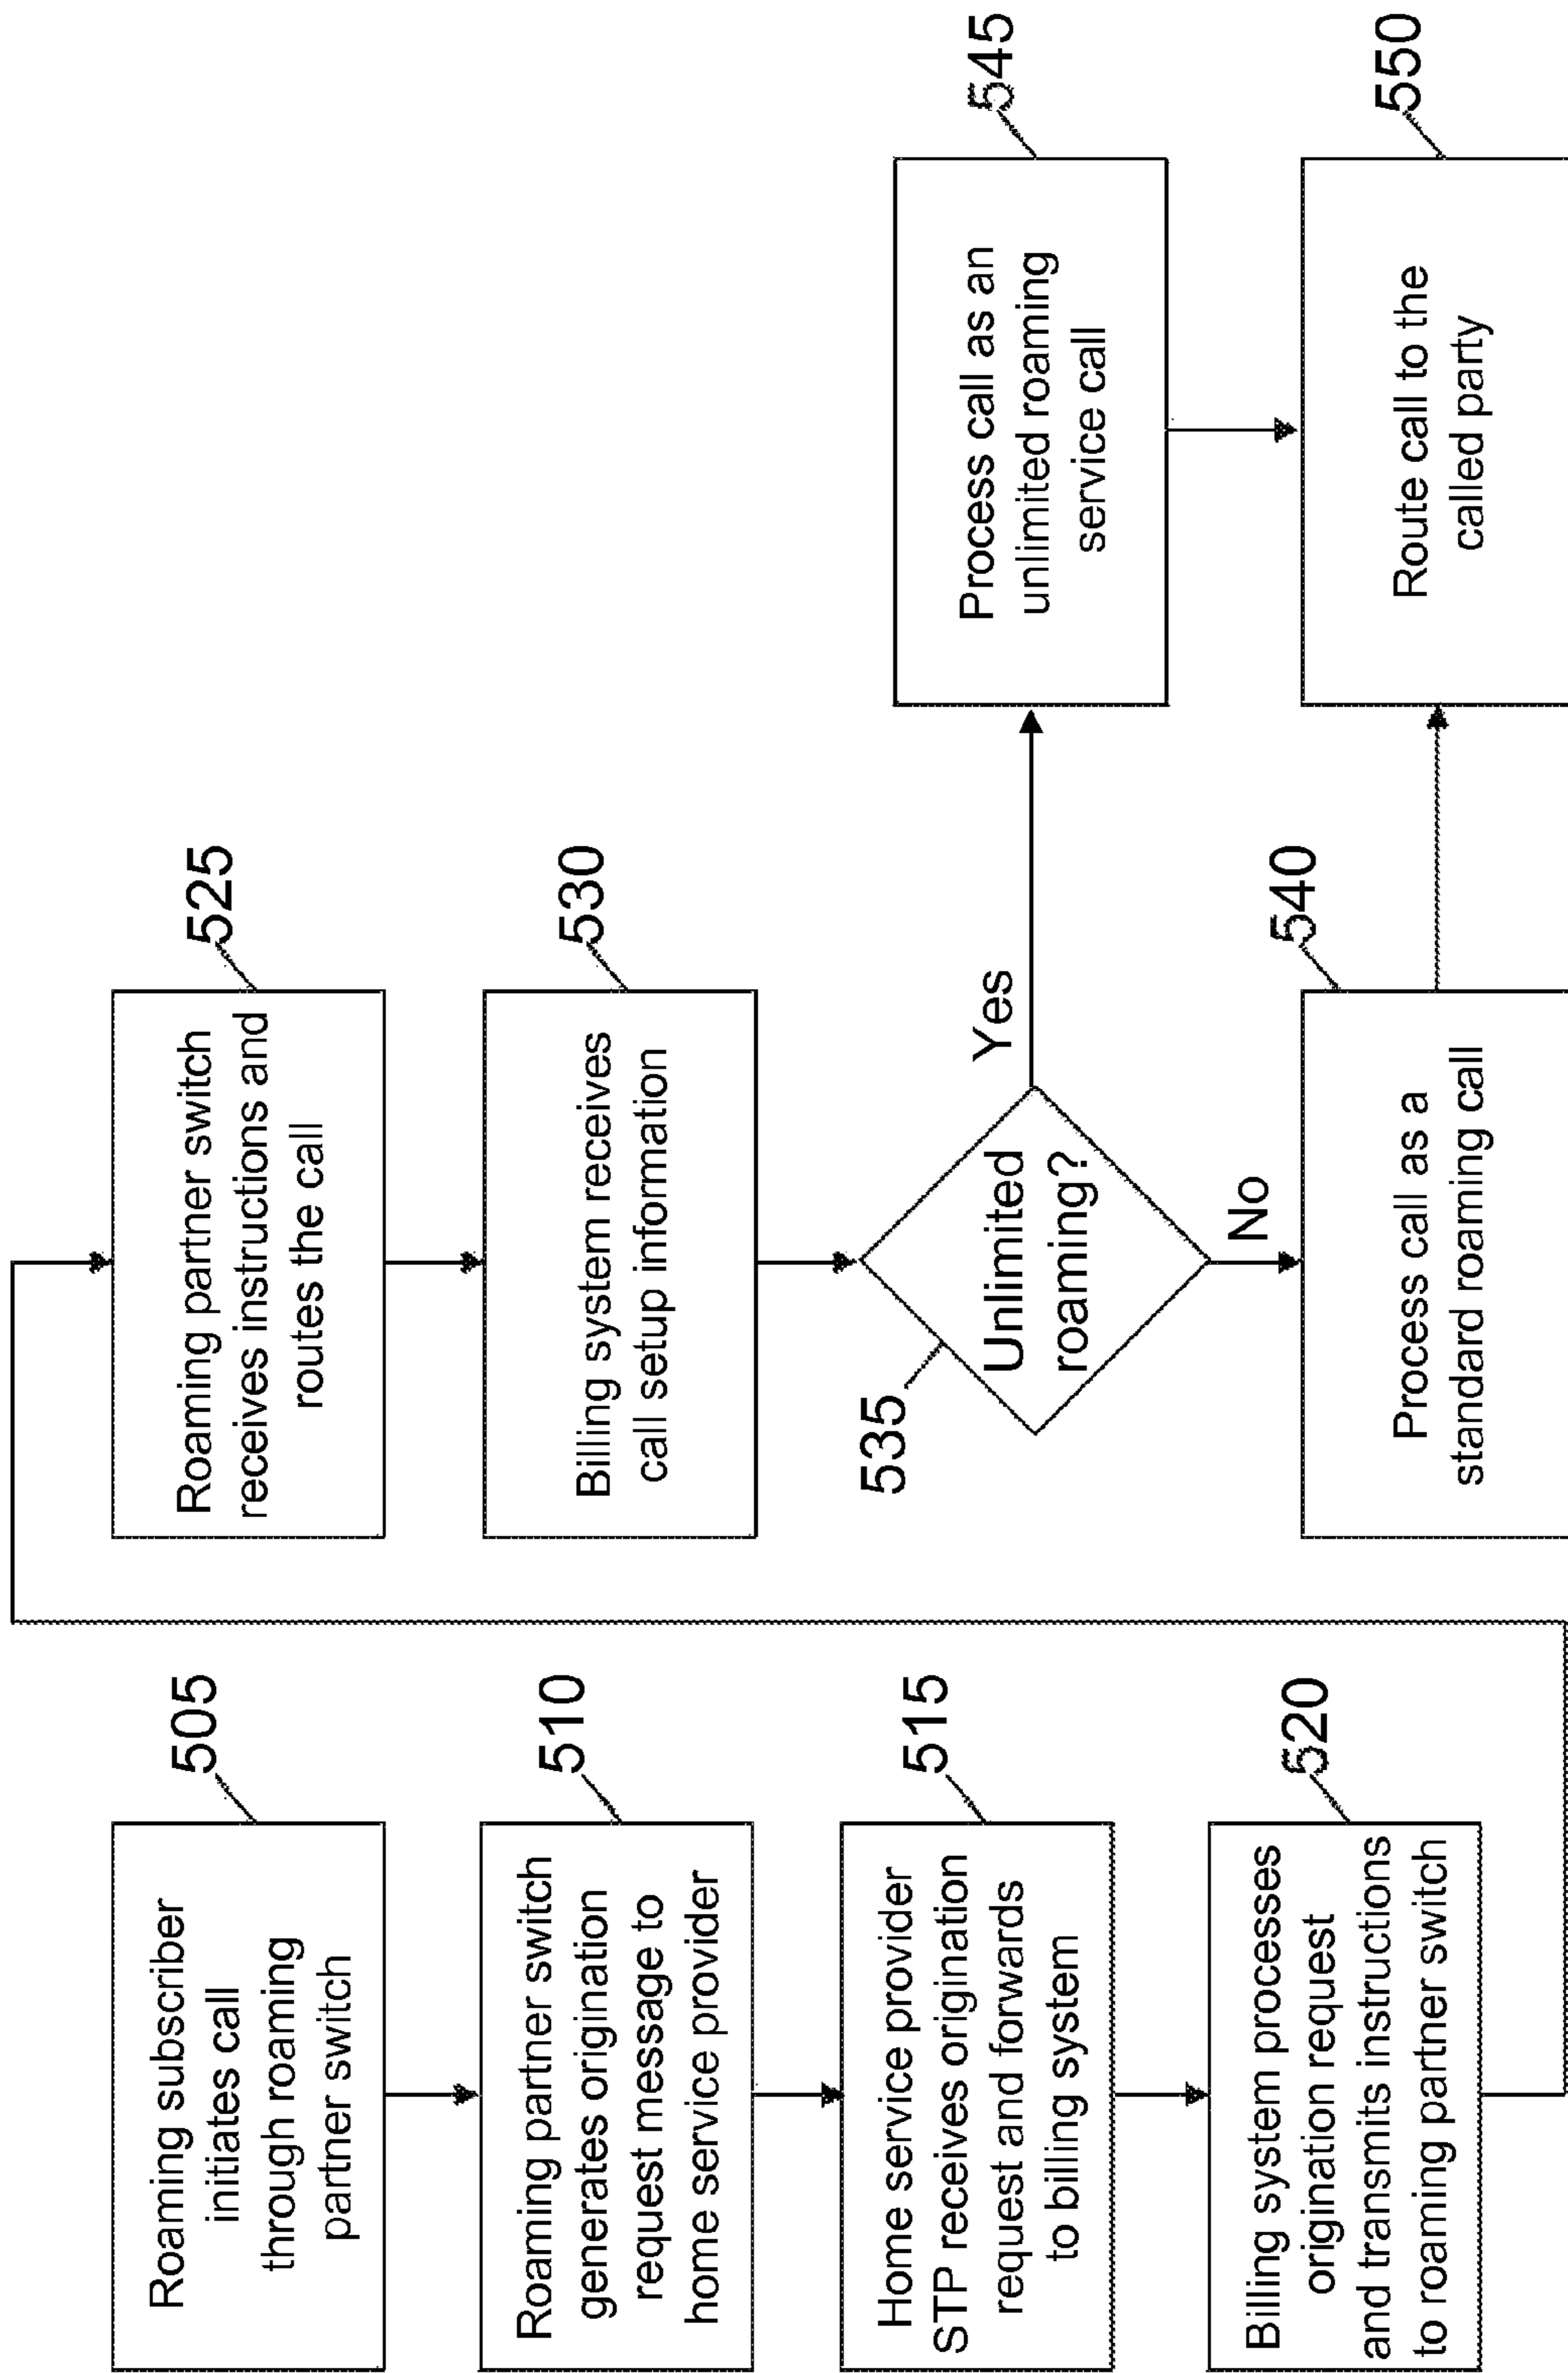 505
Roaming subscriber
initiates call
through roaming
partner switch
510
Roaming partner switch
generates origination
request message to
home service provider
515
Home service provider
STP receives origination
request and forwards
to billing system
520
Billing system processes
origination request
and transmits instructions
to roaming partner switch
525
Roaming partner switch
receives instructions and
routes the call
530
Billing system receives
call setup information
535
Unlimited
roaming?
Yes
No
540
Process call as a
standard roaming call
545
Process call as an
unlimited roaming
service call
550
Route call to the
called party